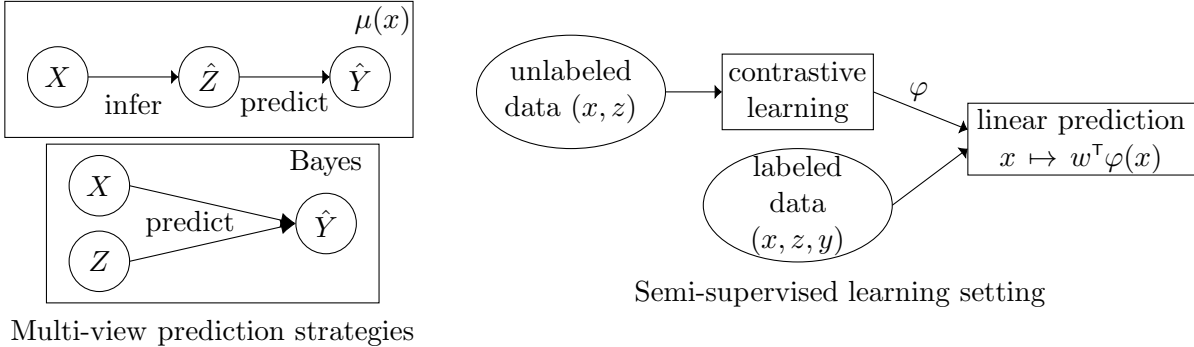 μ(x)
X
Ẑ
Ŷ
infer
predict
Bayes
X
predict
Ŷ
Z
Multi-view prediction strategies
unlabeled
data (x, z)
contrastive
learning
φ
linear prediction
x ↦ wᵀφ(x)
labeled
data
(x, z, y)
Semi-supervised learning setting